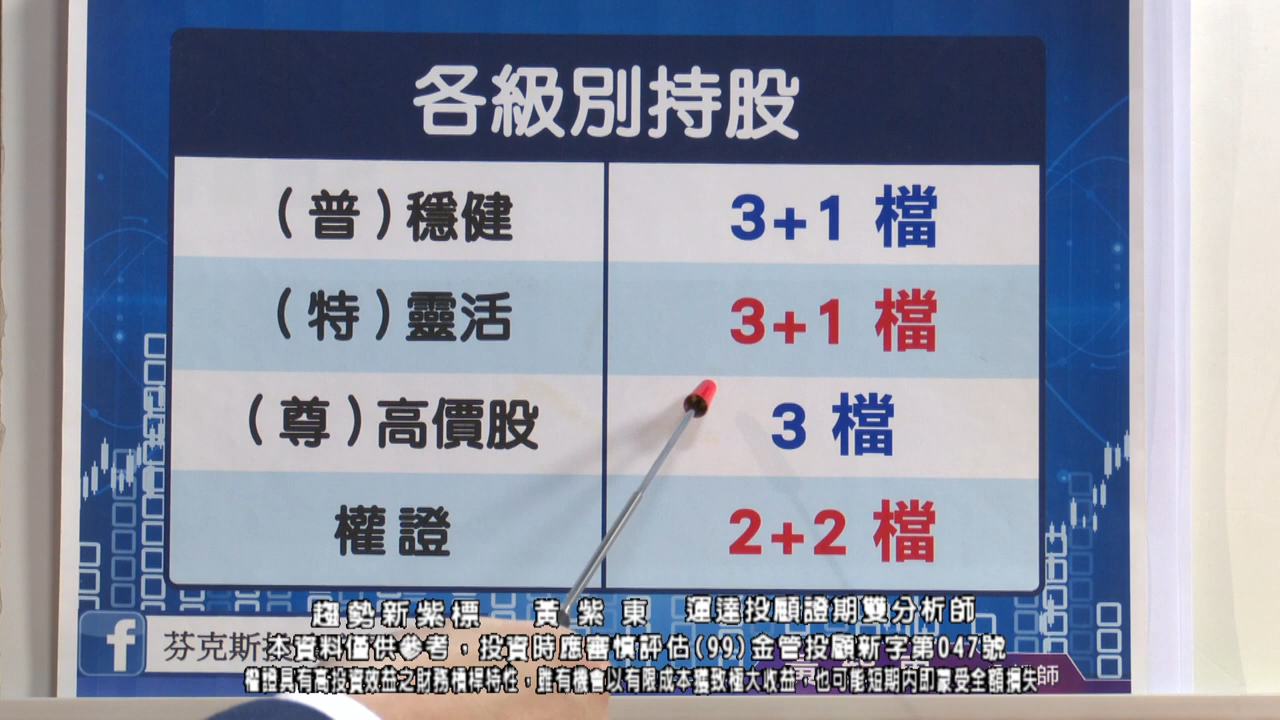 各級別持股
(普)穩健 3+1 檔
(特)靈活 3+1 檔
(尊)高價股 3 檔
權證 2+2 檔
趨勢新紫標 黃紫東 運達投顧證期雙分析師
芬克斯
本資料僅供參考，投資時應審慎評估(99)金管投顧新字第047號
權證具有高投資效益之財務槓桿特性，雖有機會以有限成本獲致極大收益，也可能短期內即蒙受全額損失
師